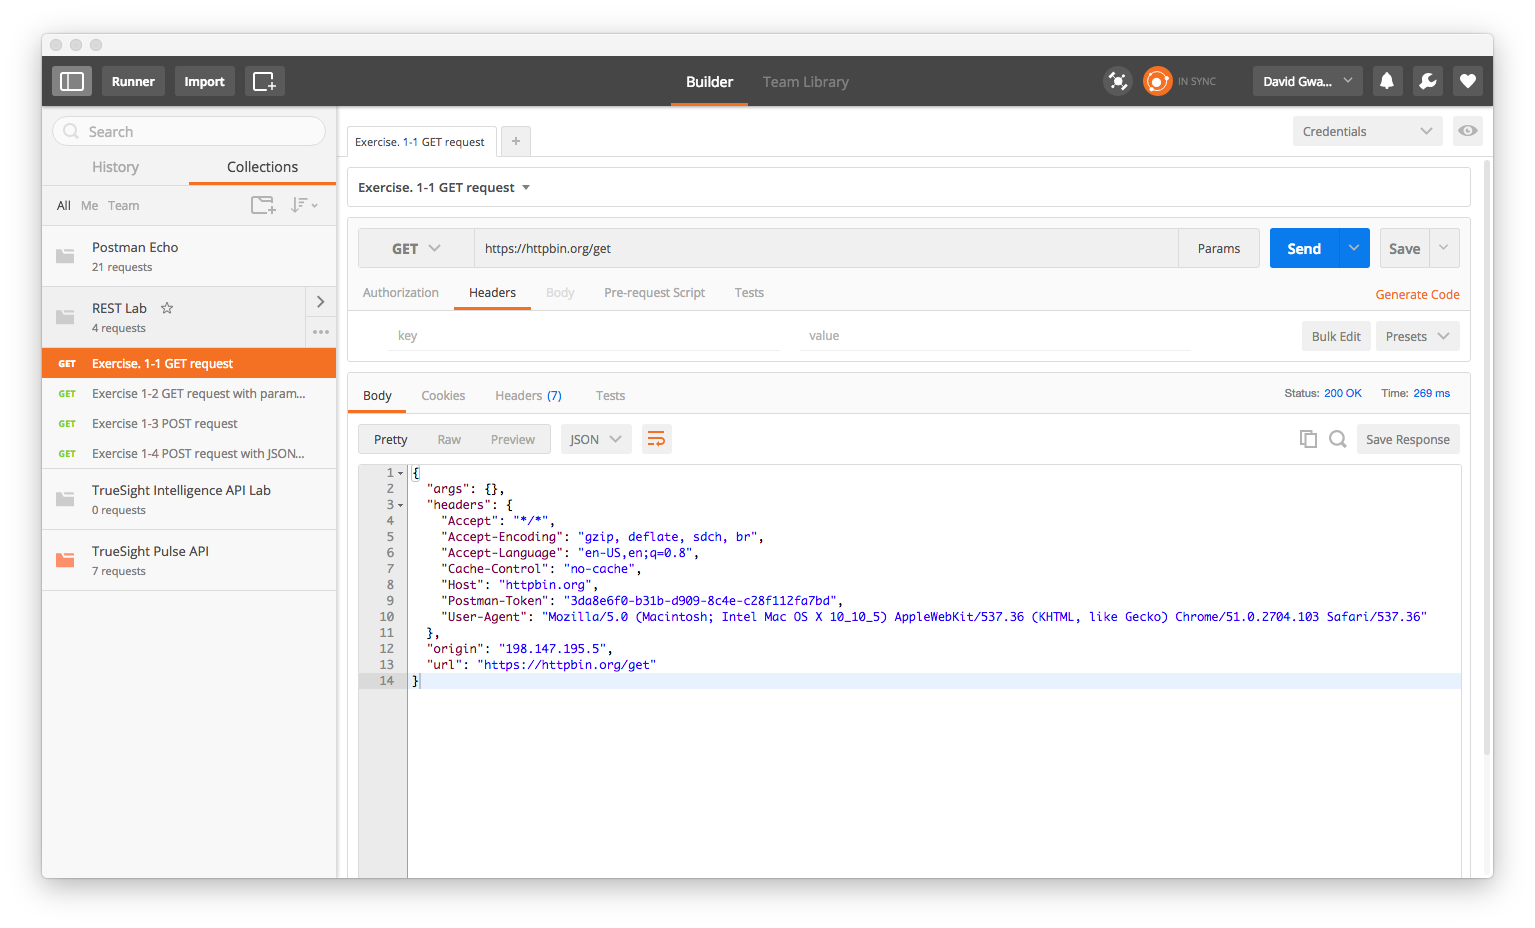 Runner
Import
Builder
Team Library
IN SYNC
David Gwa...
Search
History
Collections
All Me Team
Postman Echo
21 requests
REST Lab
4 requests
GET Exercise. 1-1 GET request
GET Exercise 1-2 GET request with param...
GET Exercise 1-3 POST request
GET Exercise 1-4 POST request with JSON...
TrueSight Intelligence API Lab
0 requests
TrueSight Pulse API
7 requests
Exercise. 1-1 GET request
+
Credentials
Exercise. 1-1 GET request
GET
https://httpbin.org/get
Params
Send
Save
Authorization Headers Body Pre-request Script Tests
Generate Code
key
value
Bulk Edit
Presets
Body Cookies Headers (7) Tests
Status: 200 OK Time: 269 ms
Pretty Raw Preview JSON
Save Response
1 {
2 "args": {},
3 "headers": {
4 "Accept": "*/*",
5 "Accept-Encoding": "gzip, deflate, sdch, br",
6 "Accept-Language": "en-US,en;q=0.8",
7 "Cache-Control": "no-cache",
8 "Host": "httpbin.org",
9 "Postman-Token": "3da8e6f0-b31b-d909-8c4e-c28f112fa7bd",
10 "User-Agent": "Mozilla/5.0 (Macintosh; Intel Mac OS X 10_10_5) AppleWebKit/537.36 (KHTML, like Gecko) Chrome/51.0.2704.103 Safari/537.36"
11 },
12 "origin": "198.147.195.5",
13 "url": "https://httpbin.org/get"
14 }